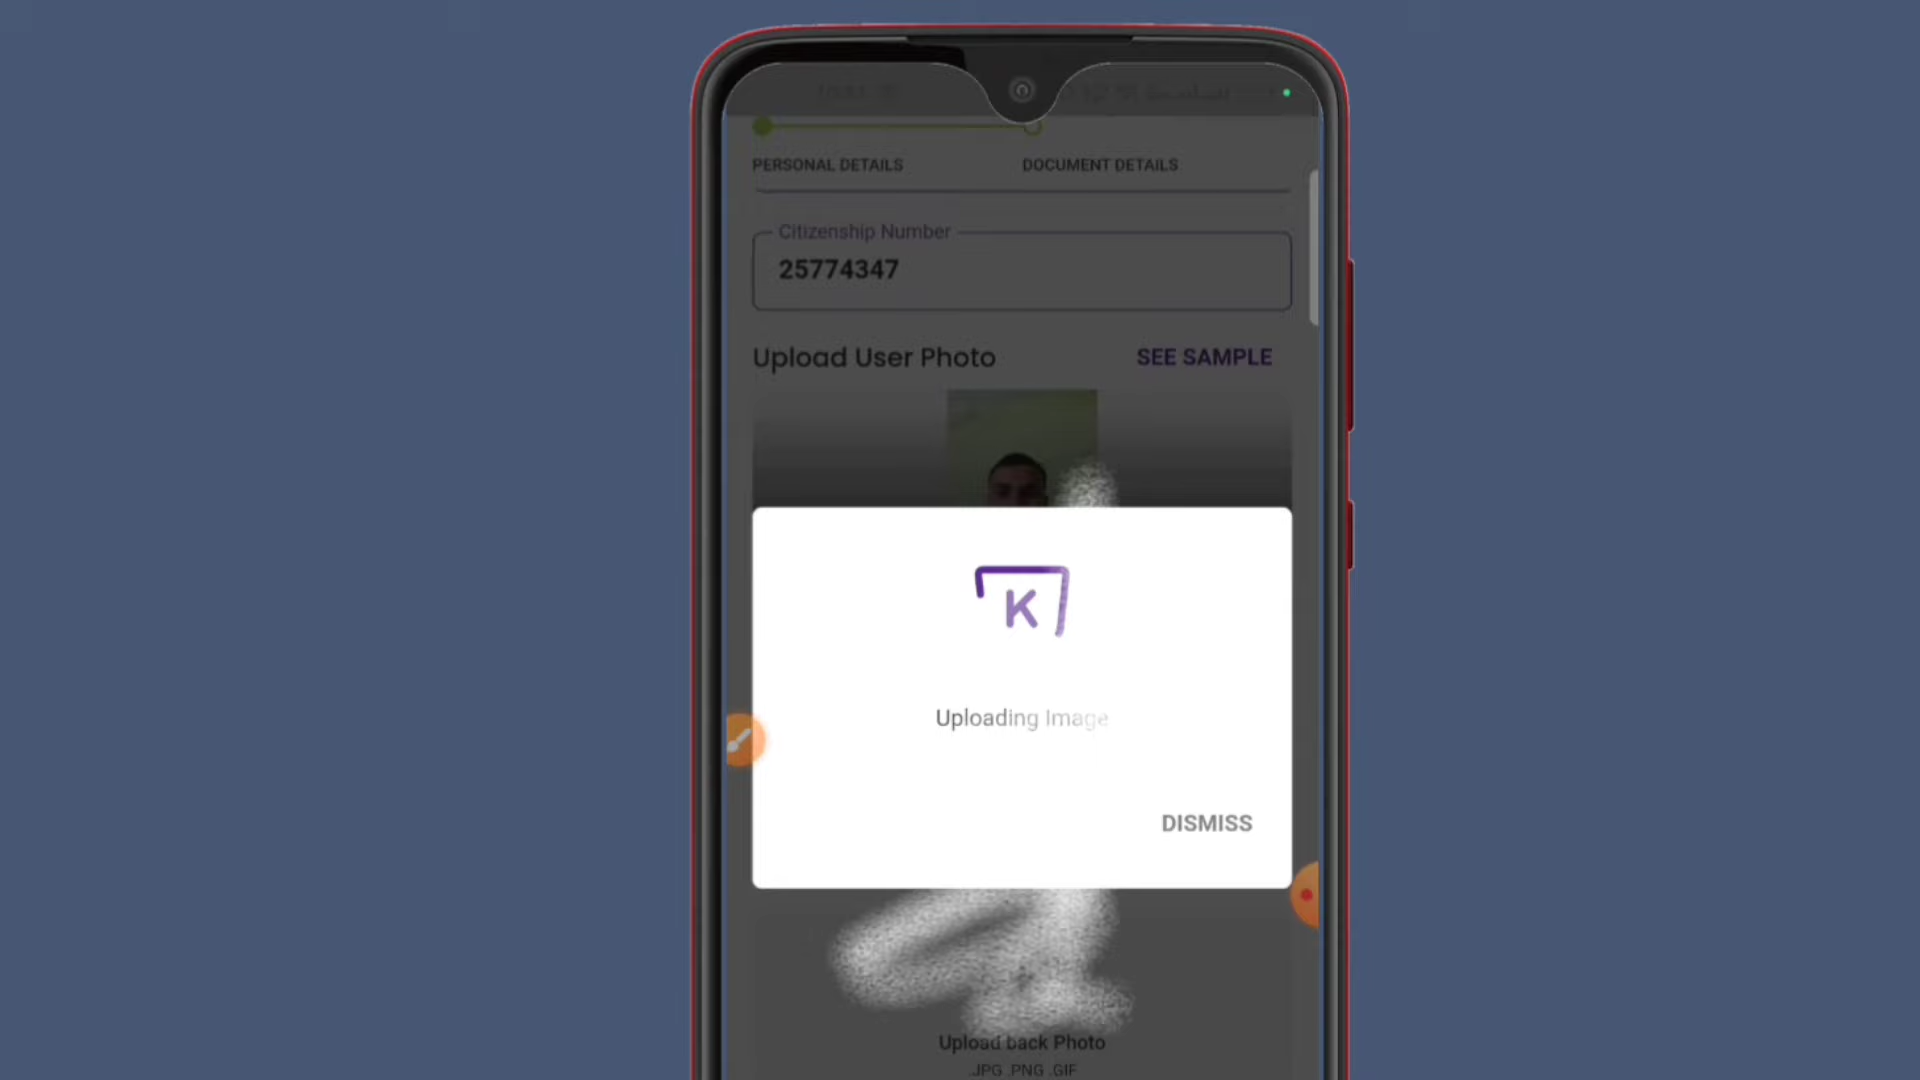 PERSONAL DETAILS
DOCUMENT DETAILS
Citizenship Number
25774347
Upload User Photo
SEE SAMPLE
K
Uploading Image
DISMISS
Upload back Photo
.JPG .PNG .GIF